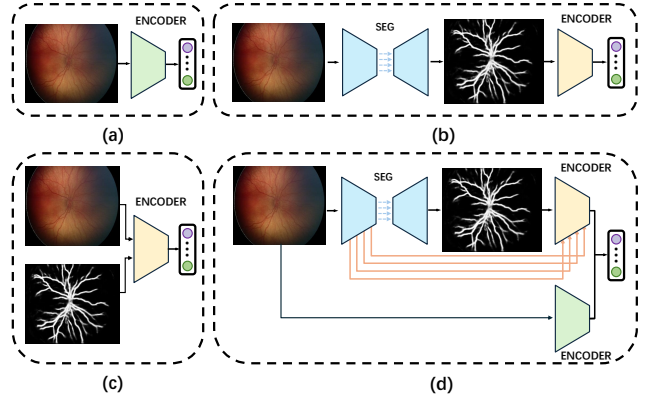 ENCODER
(a)
SEG
ENCODER
(b)
ENCODER
(c)
SEG
ENCODER
ENCODER
(d)